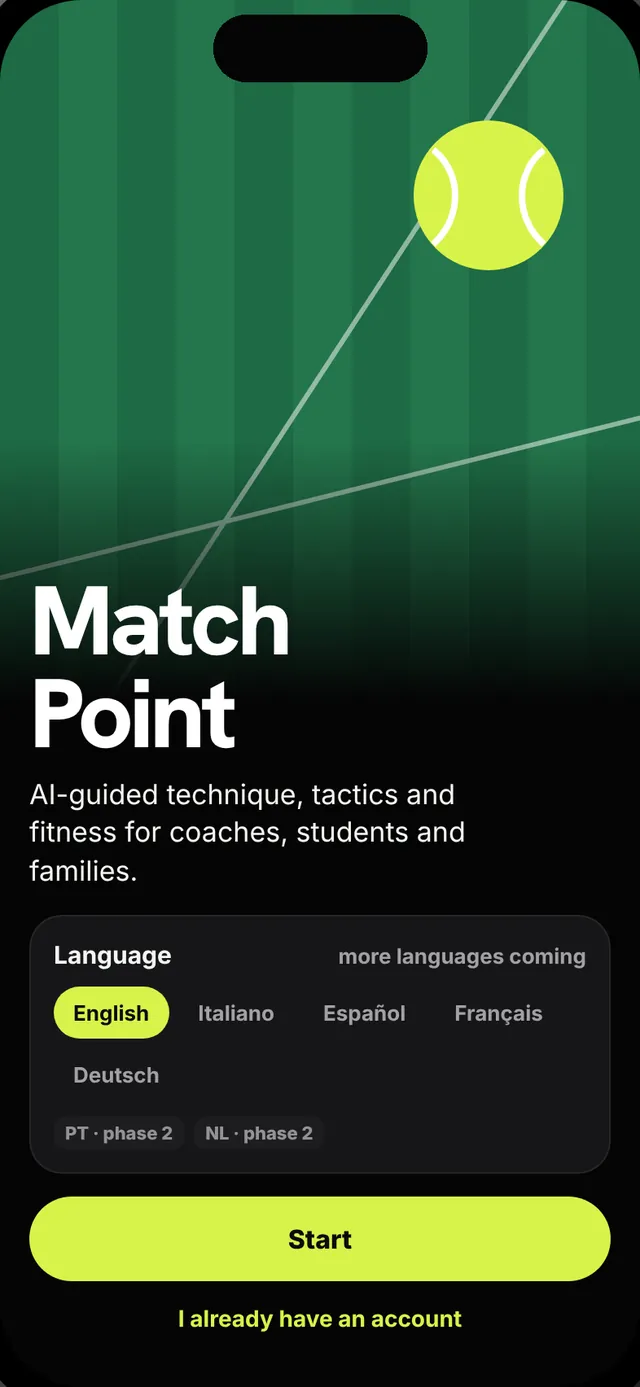 Match
Point
AI-guided technique, tactics and
fitness for coaches, students and
families.
Language more languages coming
English Italiano Español Français
Deutsch
PT · phase 2 NL · phase 2
Start
I already have an account